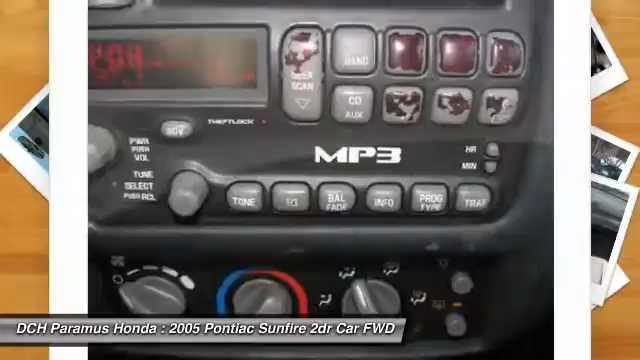 SEEK
SCAN
BAND
CD
AUX
THEFTLOCK
SCV
PWR
PUSH
VOL
MP3
HR
MIN
TUNE
SELECT
PUSH RCL
TONE
BAL
FADE
INFO
PROG
TYPE
TRAF
DCH Paramus Honda : 2005 Pontiac Sunfire 2dr Car FWD